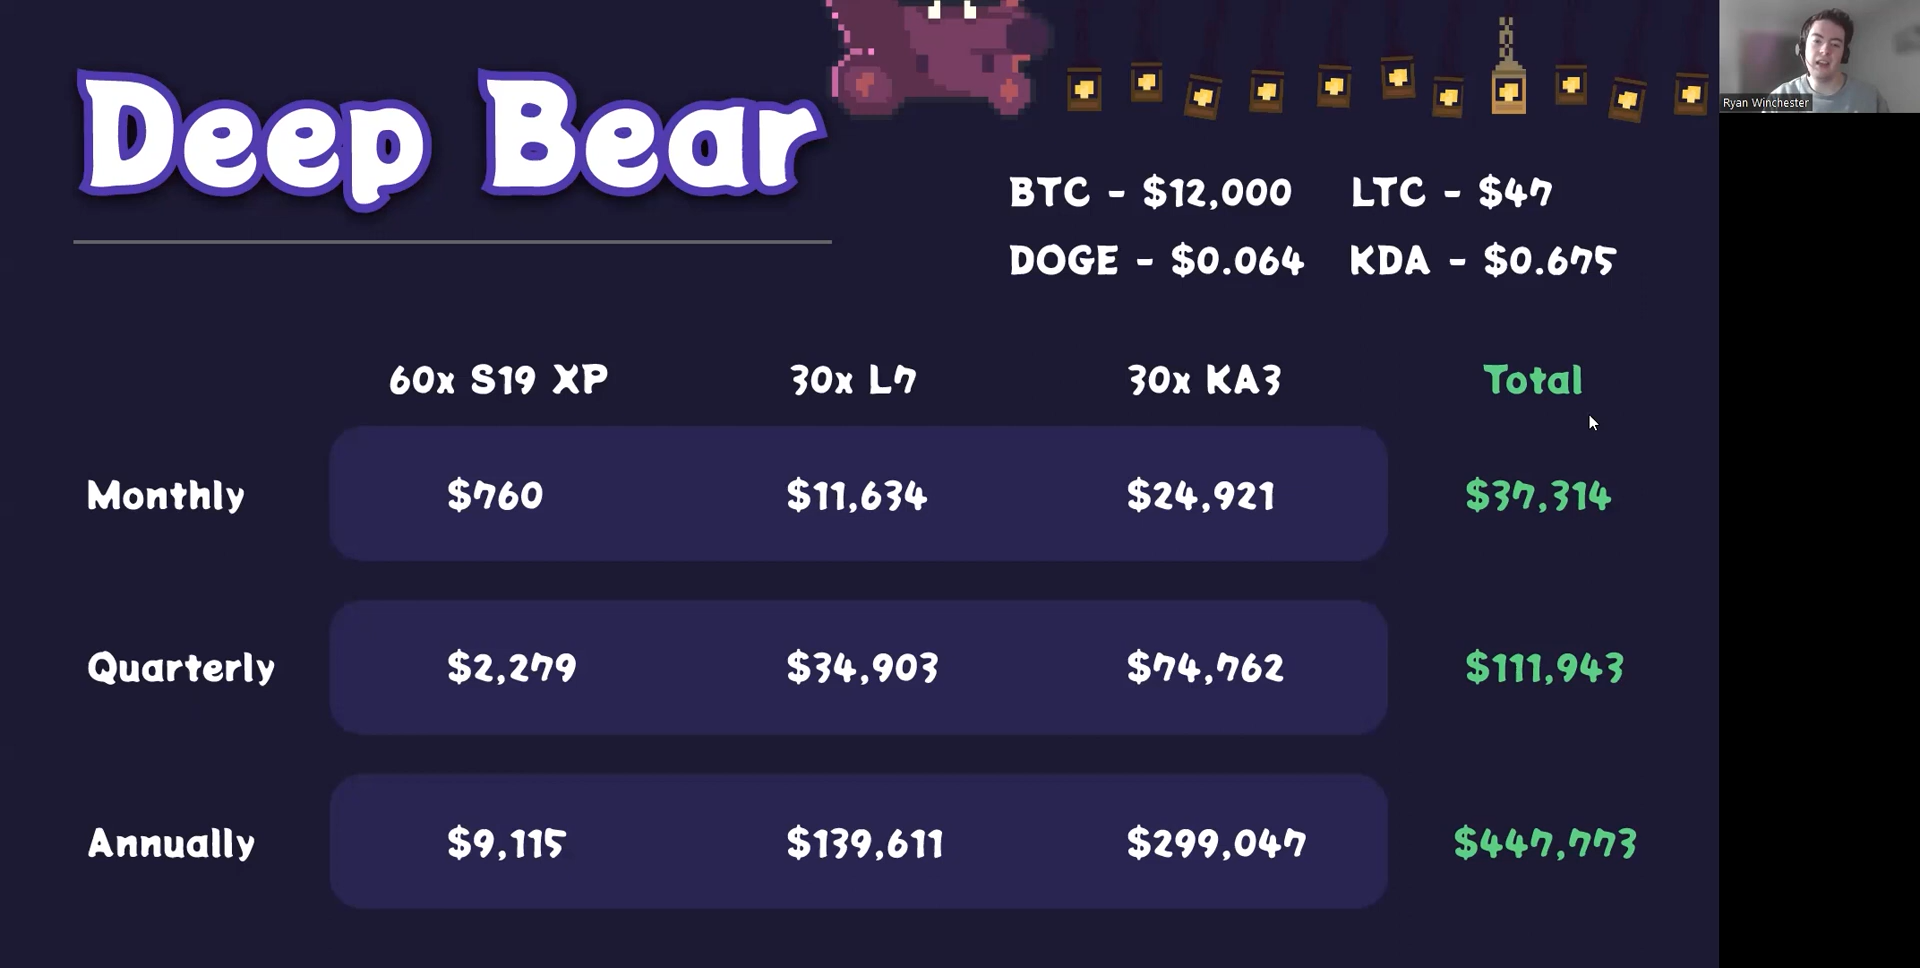 Deep Bear
Ryan Winchester
BTC - $12,000 LTC - $47
DOGE - $0.064 KDA - $0.675
60x S19 XP 30x L7 30x KA3 Total
Monthly $760 $11,634 $24,921 $37,314
Quarterly $2,279 $34,903 $74,762 $111,943
Annually $9,115 $139,611 $299,047 $447,773